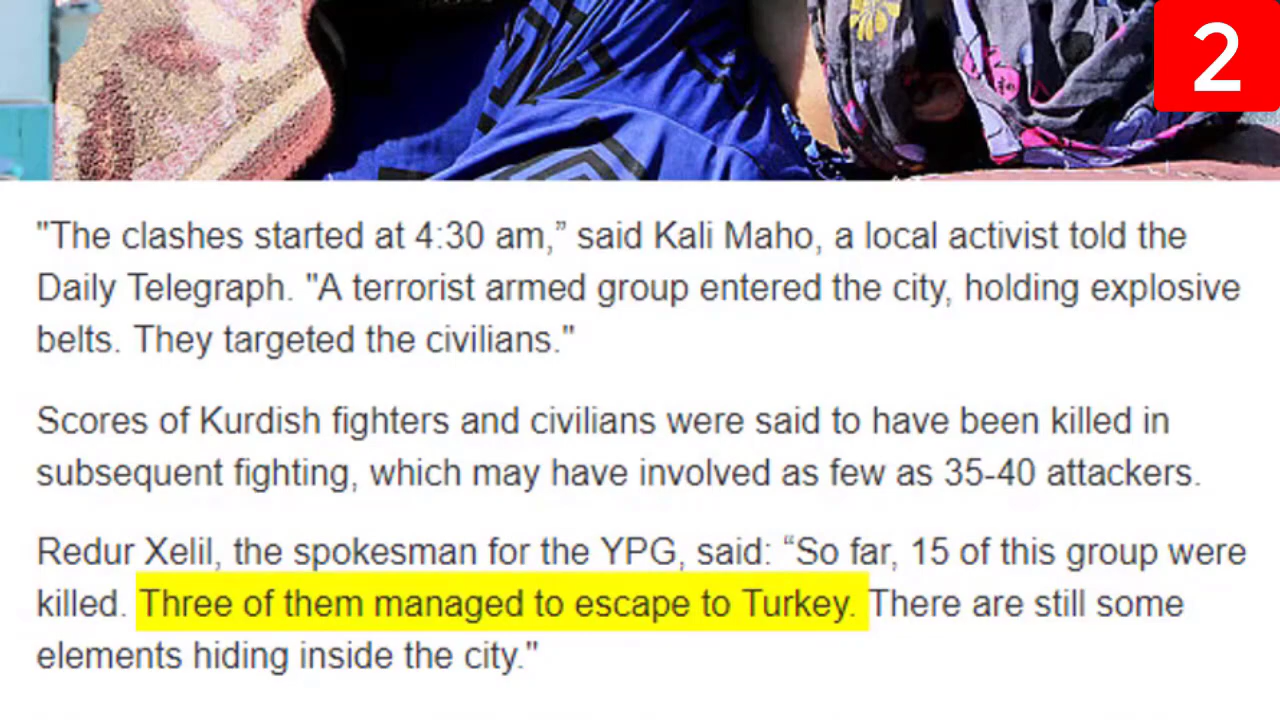 2
"The clashes started at 4:30 am,” said Kali Maho, a local activist told the
Daily Telegraph. "A terrorist armed group entered the city, holding explosive
belts. They targeted the civilians."
Scores of Kurdish fighters and civilians were said to have been killed in
subsequent fighting, which may have involved as few as 35-40 attackers.
Redur Xelil, the spokesman for the YPG, said: “So far, 15 of this group were
killed. Three of them managed to escape to Turkey. There are still some
elements hiding inside the city."